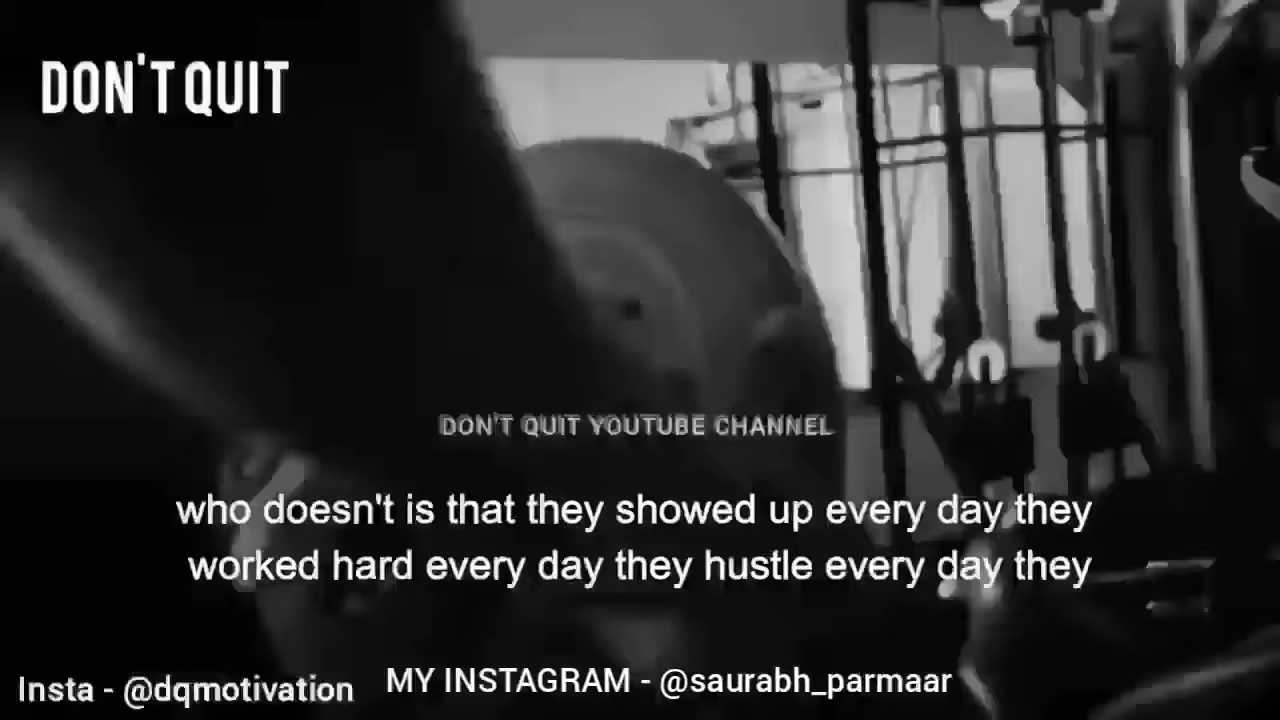 DON'T QUIT
DON'T QUIT YOUTUBE CHANNEL
who doesn't is that they showed up every day they
worked hard every day they hustle every day they
Insta - @dqmotivation
MY INSTAGRAM - @saurabh_parmaar